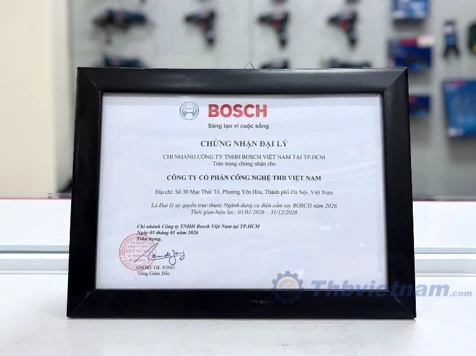 BOSCH
Sáng tạo vì cuộc sống
CHỨNG NHẬN ĐẠI LÝ
CHI NHÁNH CÔNG TY TNHH BOSCH VIỆT NAM TẠI TP.HCM
Trân trọng chứng nhận cho
CÔNG TY CỔ PHẦN CÔNG NGHỆ THB VIỆT NAM
Địa chỉ: Số 30 Mạc Thái Tổ, Phường Yên Hòa, Thành phố Hà Nội, Việt Nam
Là Đại lý uỷ quyền trực thuộc Ngành dụng cụ điện cầm tay BOSCH năm 2026
Thời gian hiệu lực: 01/01/2026 – 31/12/2026
Chi nhánh Công ty TNHH Bosch Việt Nam tại TP.HCM
Ngày 05 tháng 01 năm 2026
Trân trọng,
ANDRE DE JONG
Tổng Giám Đốc
Thbvietnam.com